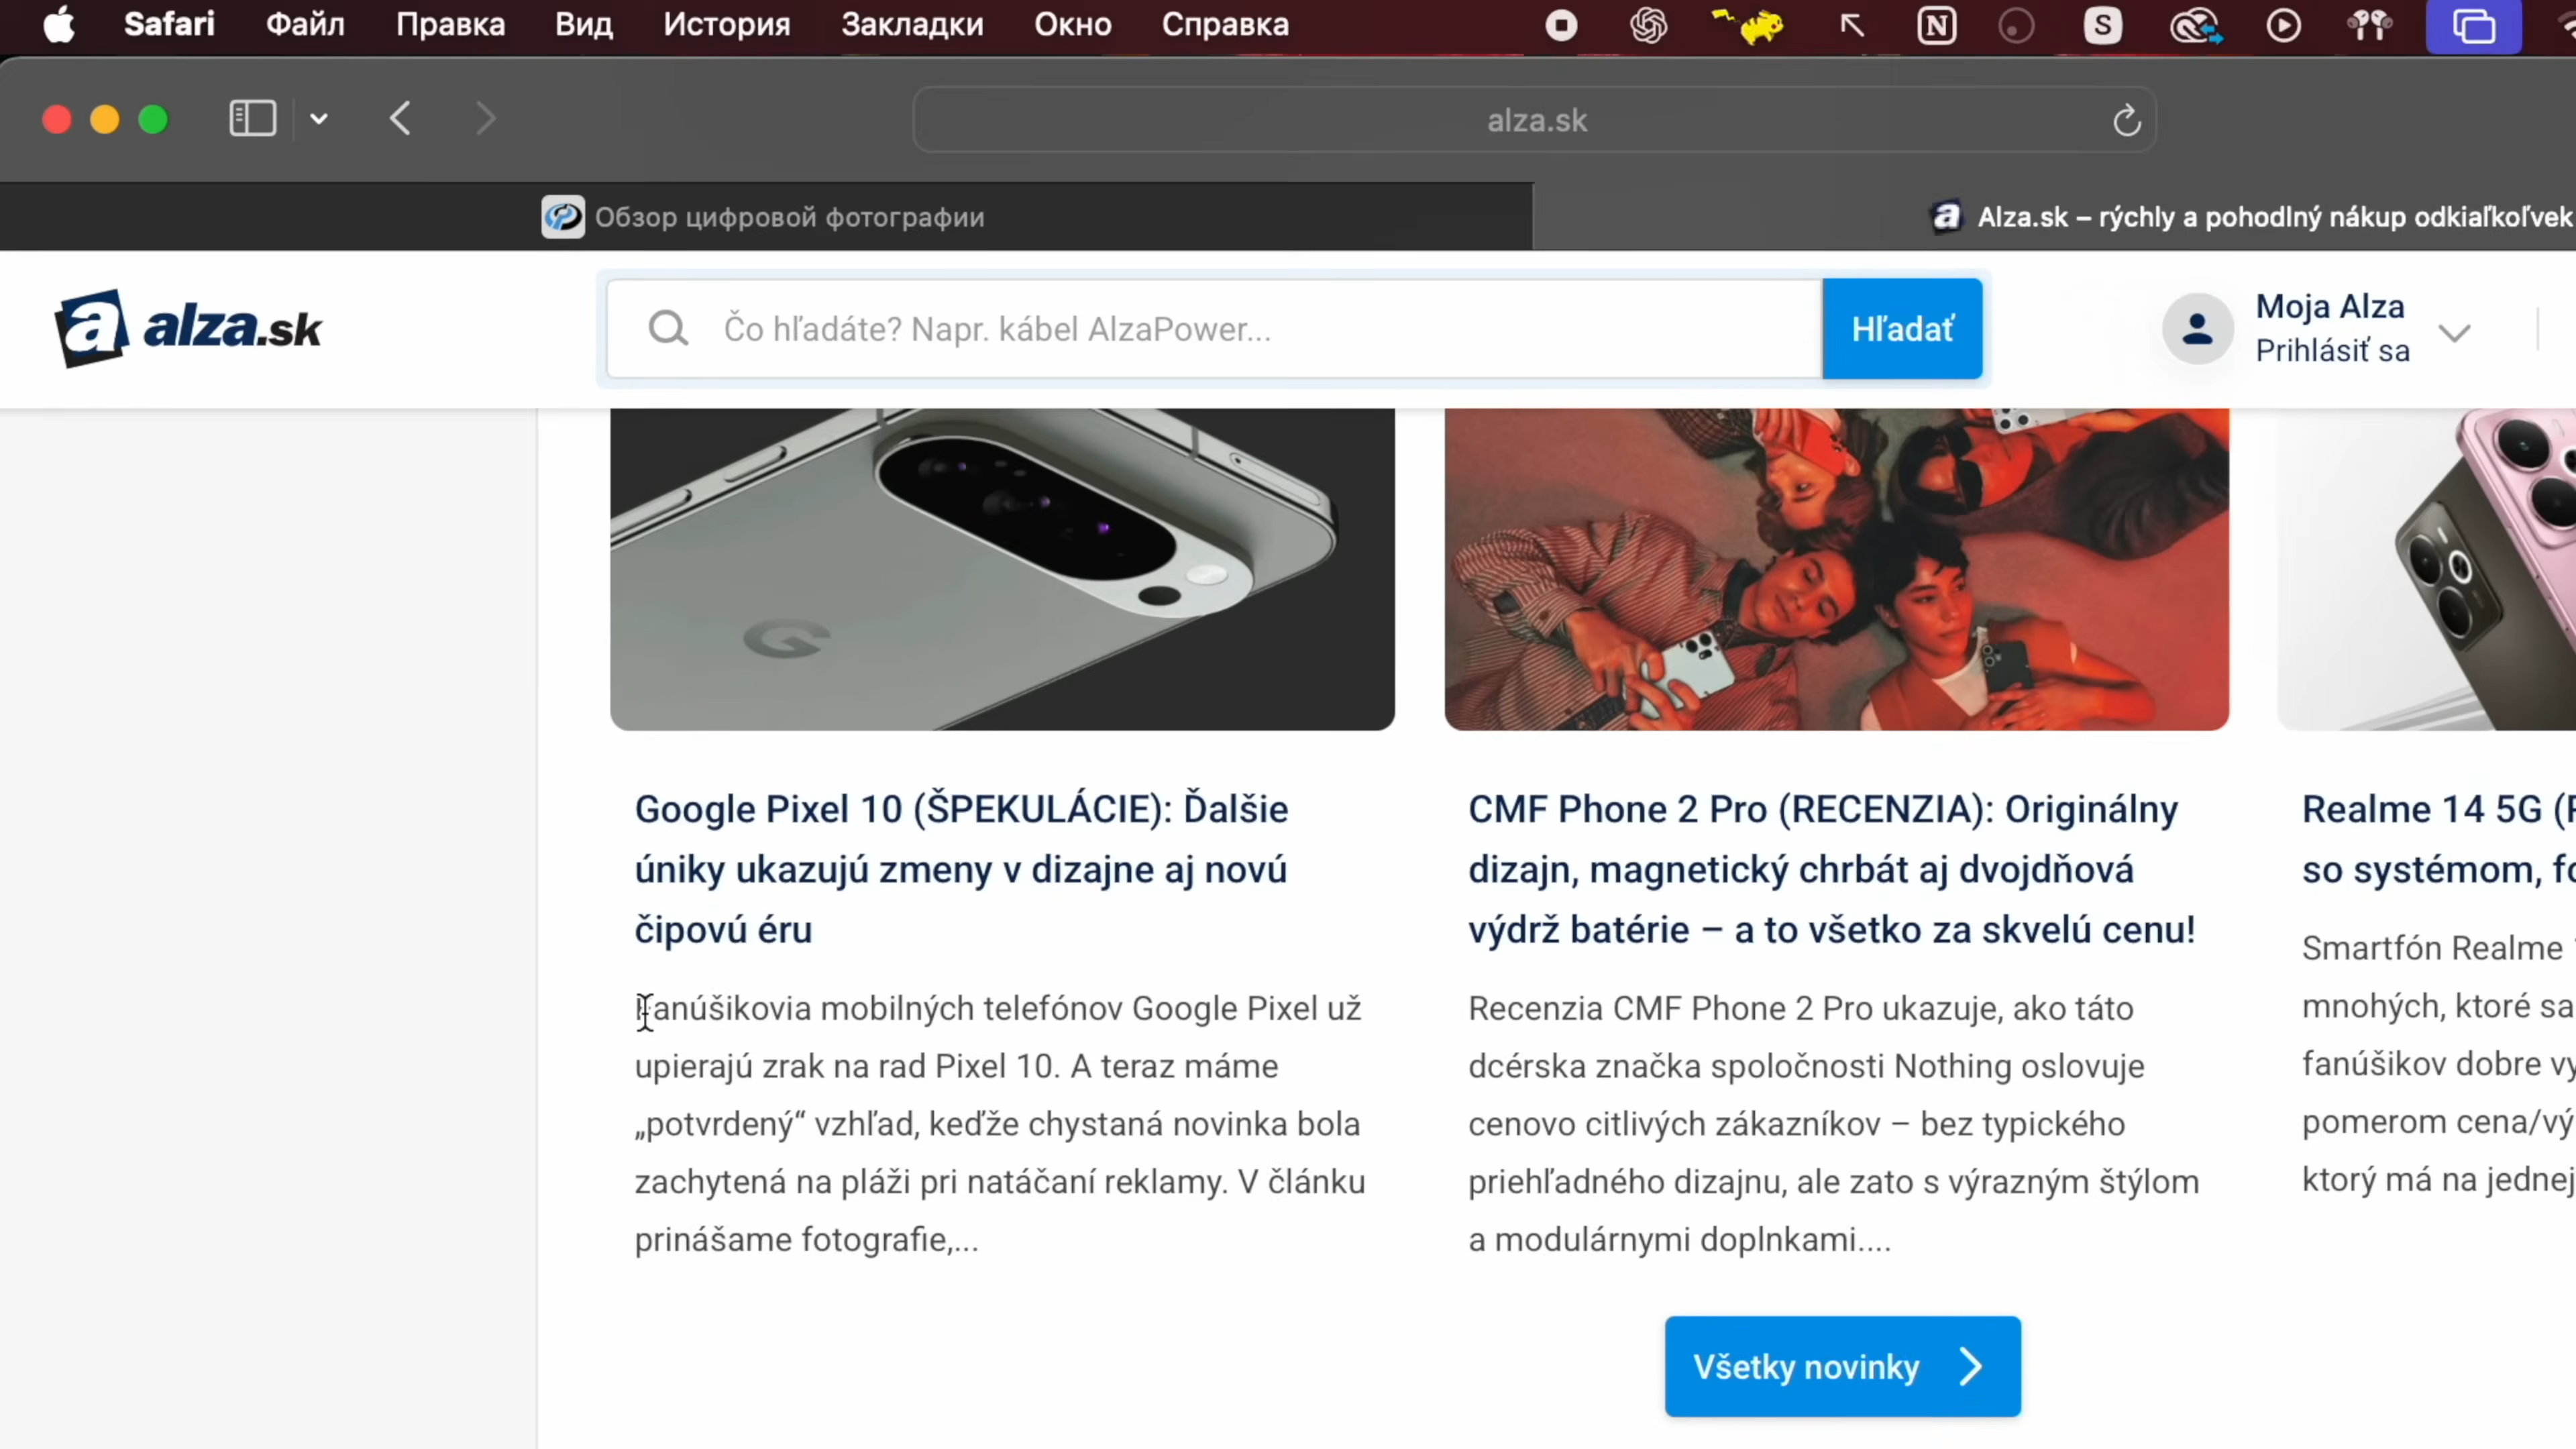 Safari Файл Правка Вид История Закладки Окно Справка
alza.sk
Обзор цифровой фотографии
Alza.sk – rýchly a pohodlný nákup odkiaľkoľvek
alza.sk
Čo hľadáte? Napr. kábel AlzaPower...
Hľadať
Moja Alza
Prihlásiť sa
Google Pixel 10 (ŠPEKULÁCIE): Ďalšie
úniky ukazujú zmeny v dizajne aj novú
čipovú éru
Fanúšikovia mobilných telefónov Google Pixel už
upierajú zrak na rad Pixel 10. A teraz máme
„potvrdený“ vzhľad, keďže chystaná novinka bola
zachytená na pláži pri natáčaní reklamy. V článku
prinášame fotografie,...
CMF Phone 2 Pro (RECENZIA): Originálny
dizajn, magnetický chrbát aj dvojdňová
výdrž batérie – a to všetko za skvelú cenu!
Recenzia CMF Phone 2 Pro ukazuje, ako táto
dcérska značka spoločnosti Nothing oslovuje
cenovo citlivých zákazníkov – bez typického
priehľadného dizajnu, ale zato s výrazným štýlom
a modulárnymi doplnkami....
Realme 14 5G
so systémom,
Smartfón Realme
mnohých, ktoré sa
fanúšikov dobre
pomerom
ktorý má na jednej
Všetky novinky